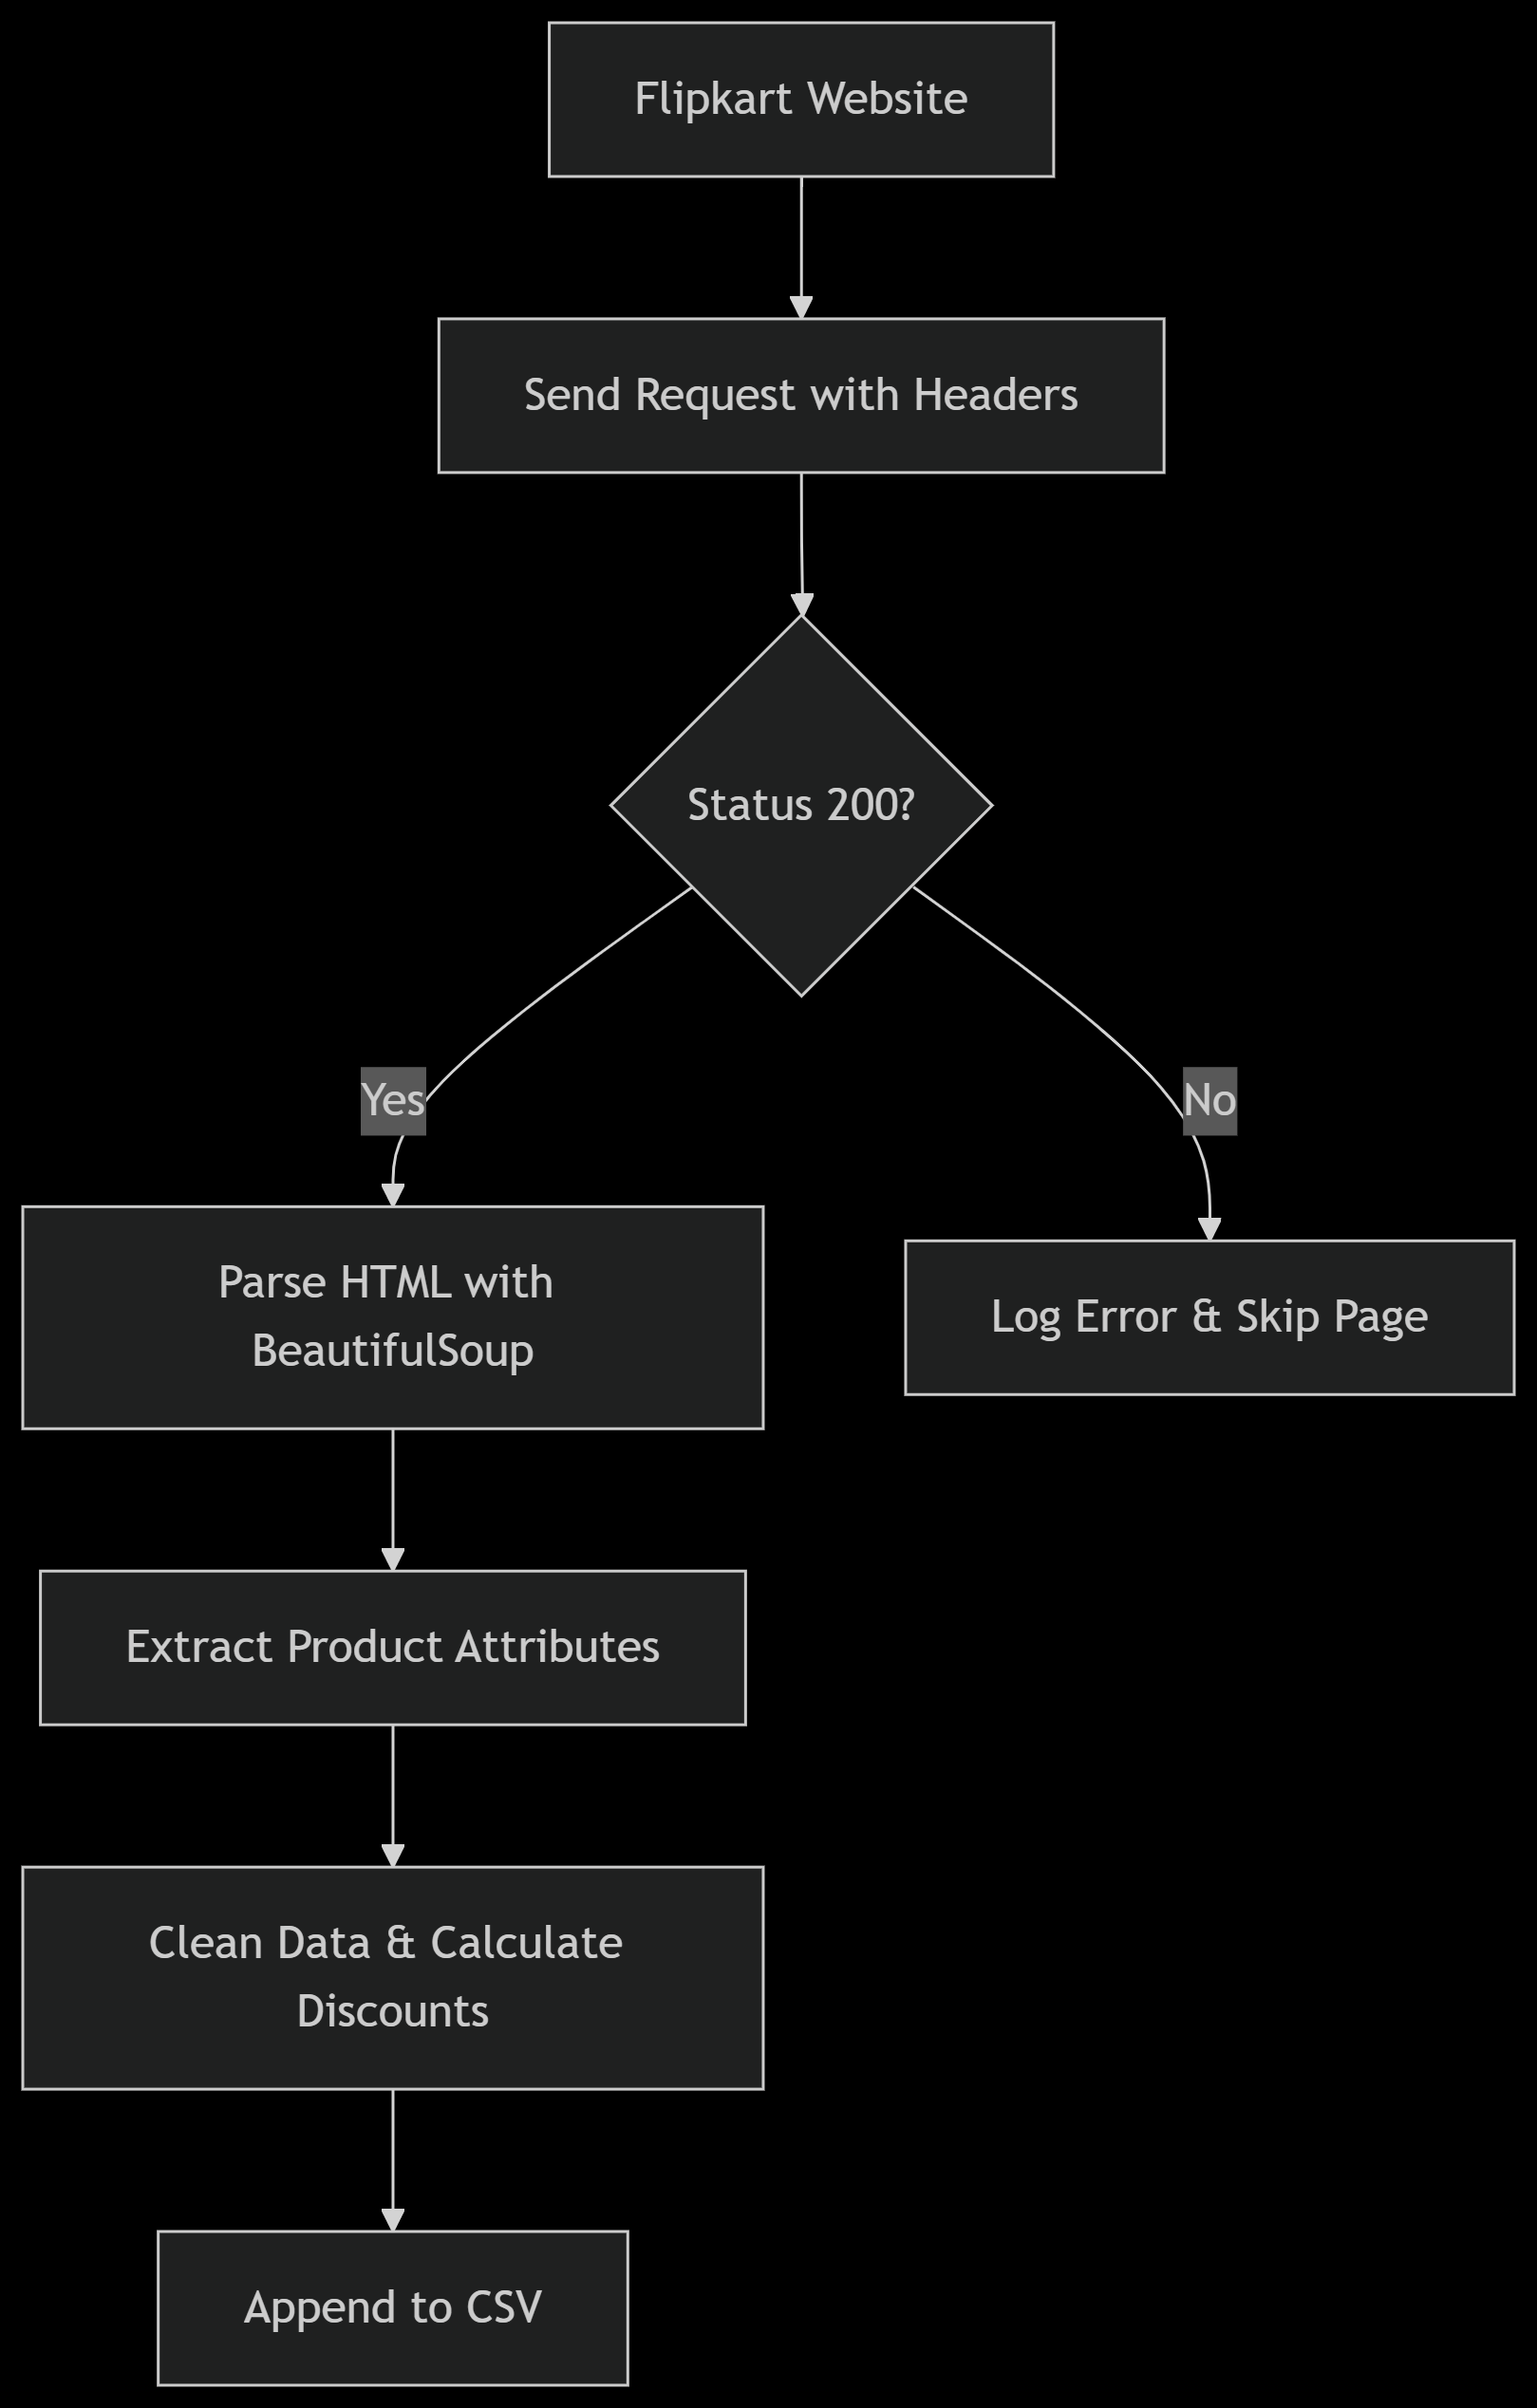 Flipkart Website
Send Request with Headers
Status 200?
Yes
No
Parse HTML with
BeautifulSoup
Log Error & Skip Page
Extract Product Attributes
Clean Data & Calculate
Discounts
Append to CSV